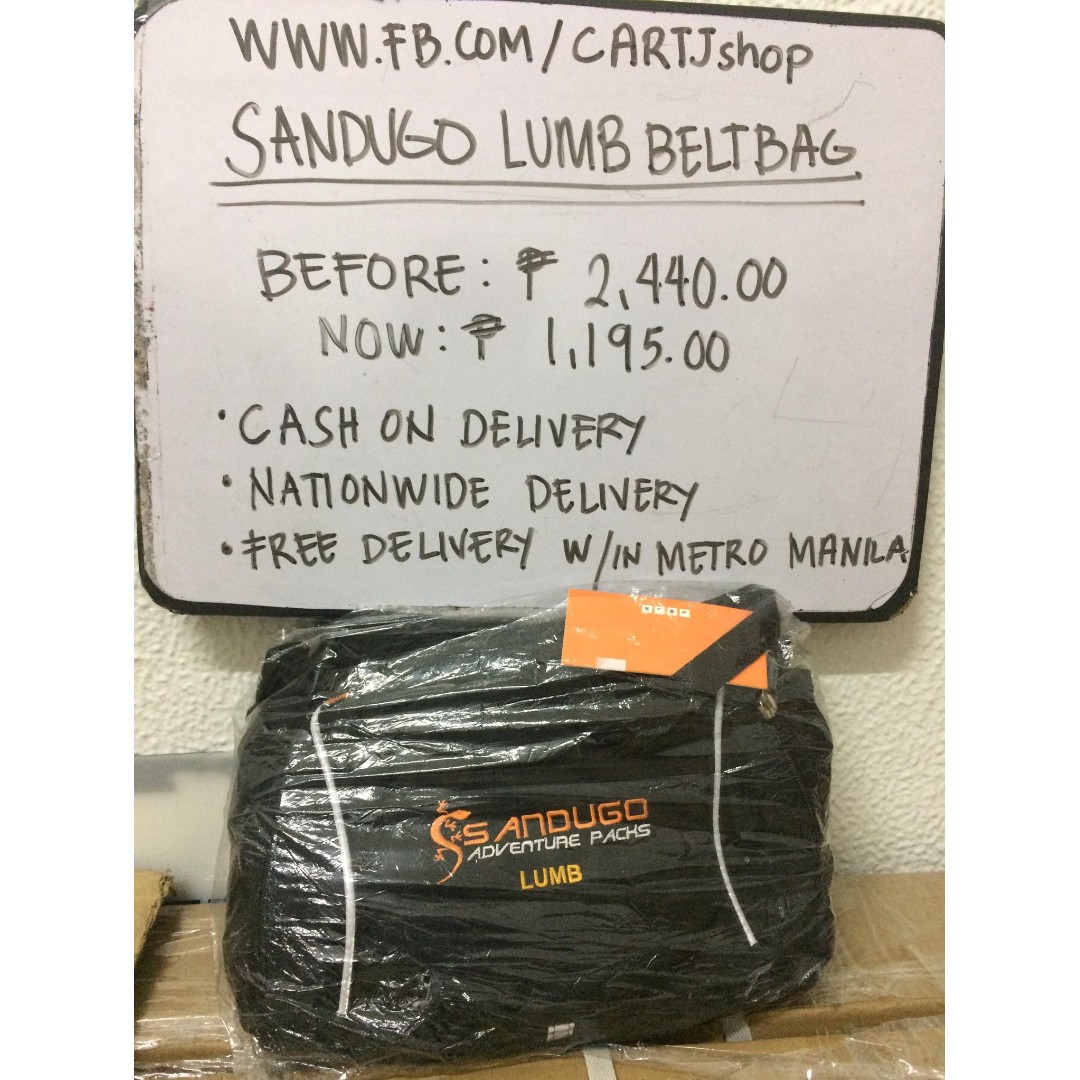 WWW.FB.COM/CARTJshop
SANDUGO LUMB BELTBAG
BEFORE: ₱ 2,440.00
NOW: ₱ 1,195.00
• CASH ON DELIVERY
• NATIONWIDE DELIVERY
• FREE DELIVERY W/IN METRO MANILA
SANDUGO
ADVENTURE PACKS
LUMB